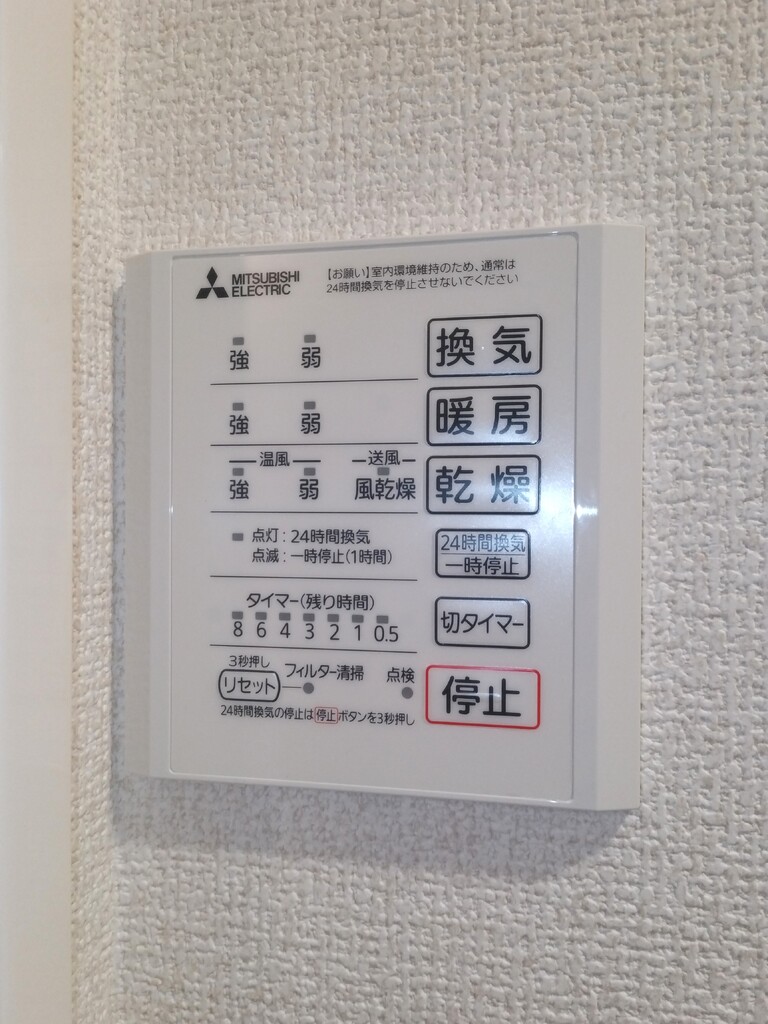 MITSUBISHI
ELECTRIC
【お願い】室内環境維持のため、通常は
24時間換気を停止させないでください
強 弱 換気
強 弱 暖房
温風 送風
強 弱 風乾燥 乾燥
点灯：24時間換気
点滅：一時停止(1時間)
24時間換気
一時停止
タイマー(残り時間)
8 6 4 3 2 1 0.5
切タイマー
3秒押し
リセット フィルター清掃 点検
24時間換気の停止は停止ボタンを3秒押し
停止